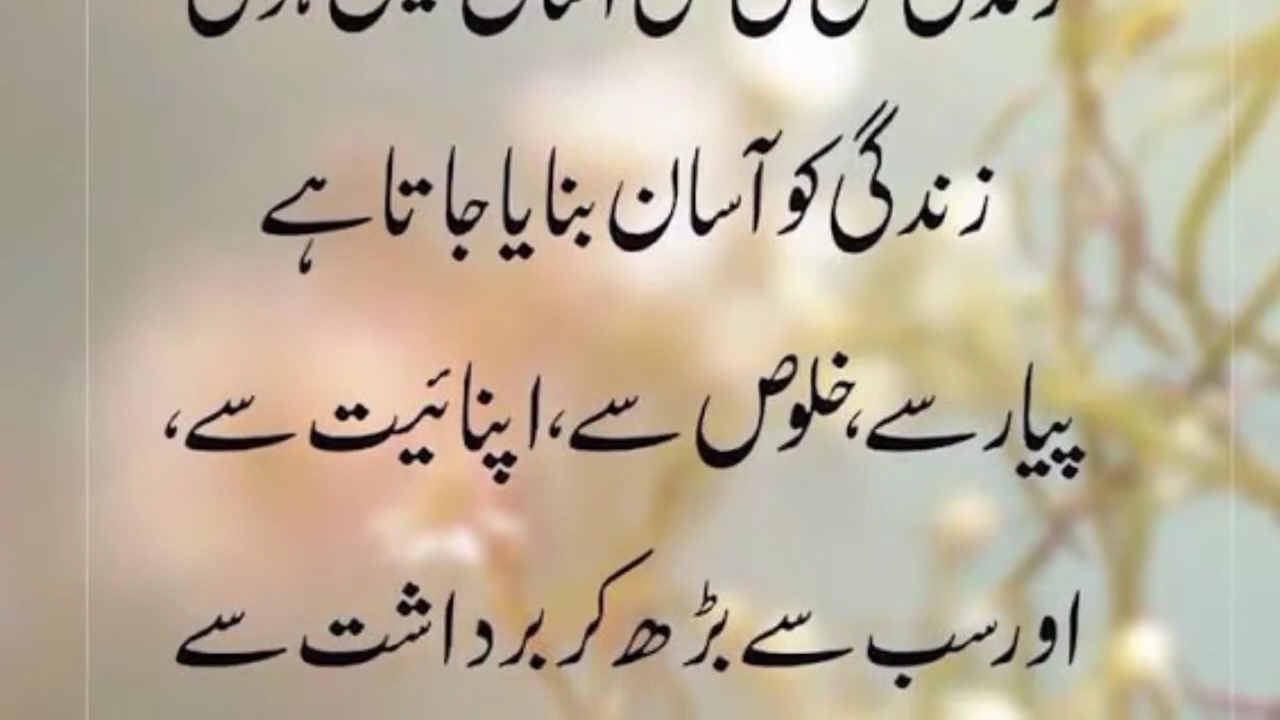 زندگی کو آسان بنایا جاتا ہے
پیار سے، خلوص سے، اپنائیت سے،
اور سب سے بڑھ کر برداشت سے